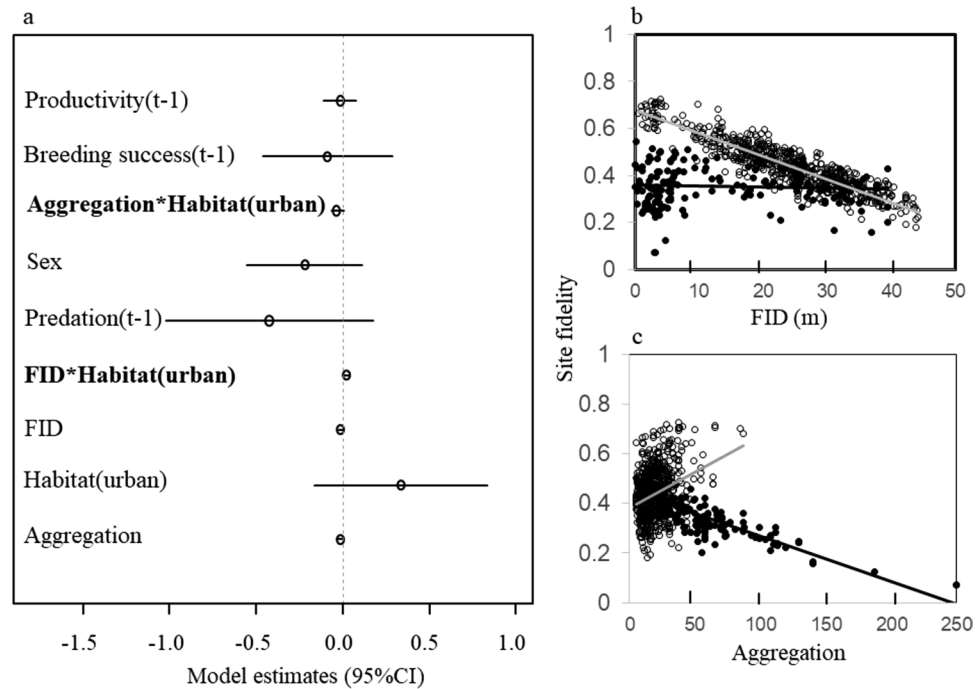 a
Productivity(t-1)
Breeding success(t-1)
Aggregation*Habitat(urban)
Sex
Predation(t-1)
FID*Habitat(urban)
FID
Habitat(urban)
Aggregation
-1.5 -1.0 -0.5 0.0 0.5 1.0
Model estimates (95%CI)
Site fidelity
b
1
0.8
0.6
0.4
0.2
0
0 10 20 30 40 50
FID (m)
c
1
0.8
0.6
0.4
0.2
0
0 50 100 150 200 250
Aggregation